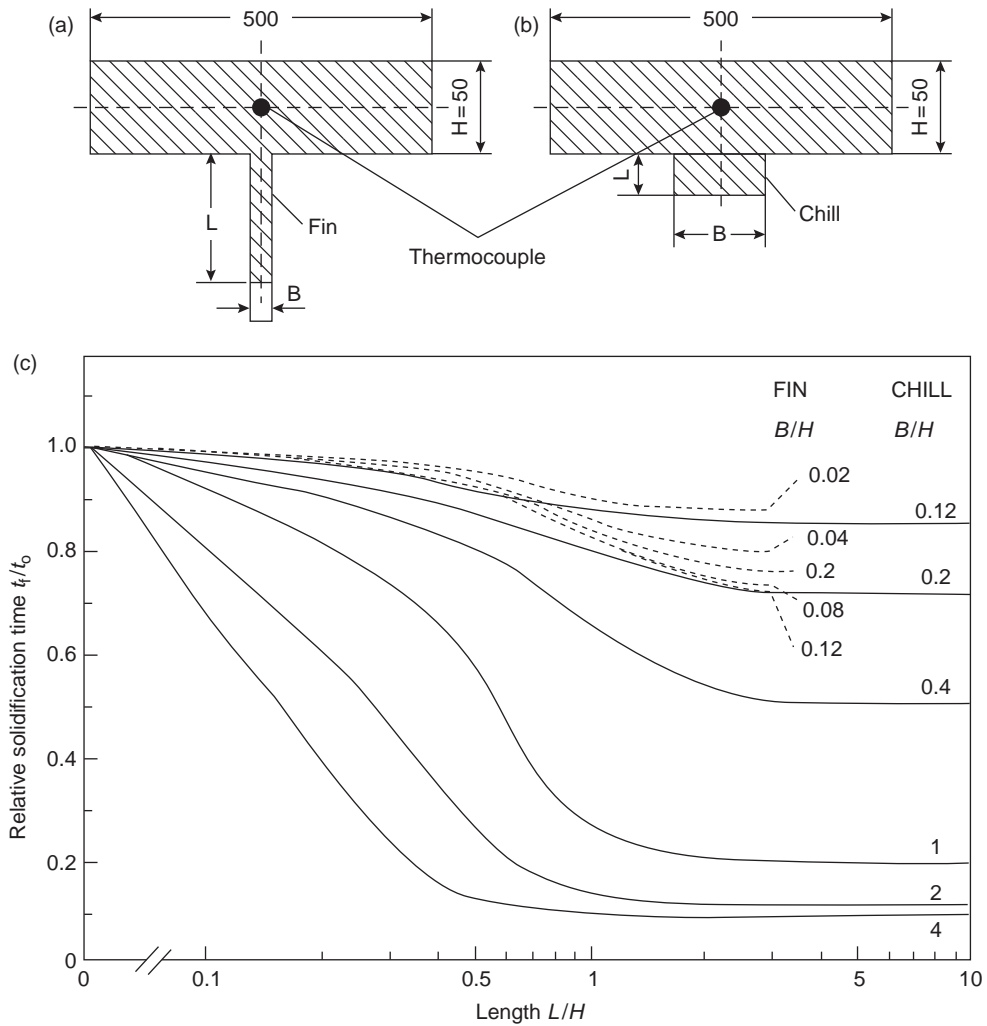 (a)
500
(b)
500
H = 50
H = 50
L
Fin
L
Chill
B
B
Thermocouple
(c)
FIN CHILL
B/H B/H
1.0
0.8
0.6
0.4
0.2
0
Relative solidification time tf/to
0.02
0.12
0.04
0.2
0.2
0.08
0.12
0.4
1
2
4
0 0.1 0.5 1 5 10
Length L/H